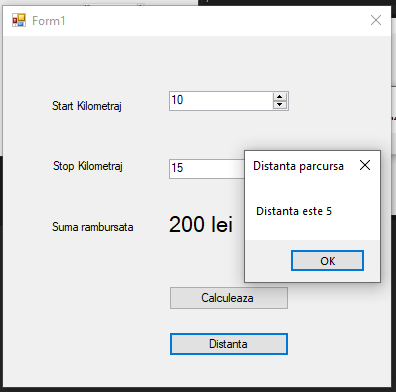 Form1
Start Kilometraj
10
Stop Kilometraj
15
Distanta parcursa
Distanta este 5
OK
Suma rambursata
200 lei
Calculeaza
Distanta